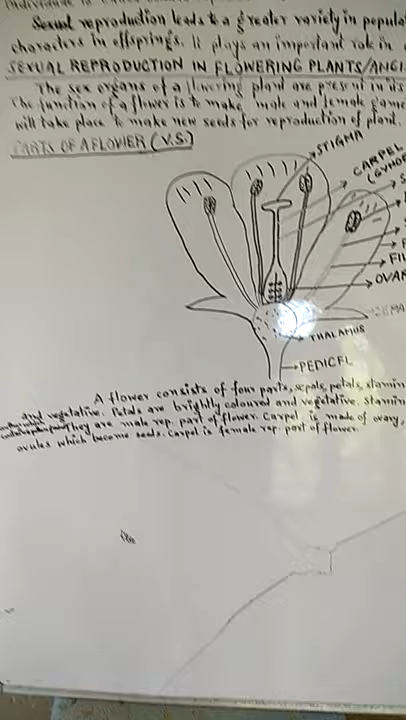 Sexual reproduction leads to a greater variety in popula
characters in offsprings. It plays an important role in
SEXUAL REPRODUCTION IN FLOWERING PLANTS/ANGI
The sex organs of a flowering plant are present in its
The function of a flower is to make male and female game
will take place to make new seeds for reproduction of plant.
PARTS OF A FLOWER (V.S)
STIGMA
CARPEL
OVAR
THALAMUS
PEDICEL
A flower consists of four parts, sepals, petals, stamin
and vegetative. Petals are brightly coloured and vegetative. Stamin
They are male rep. part of flower. Carpel is made of ovary,
ovules which become seeds. Carpel is female rep. part of flower.